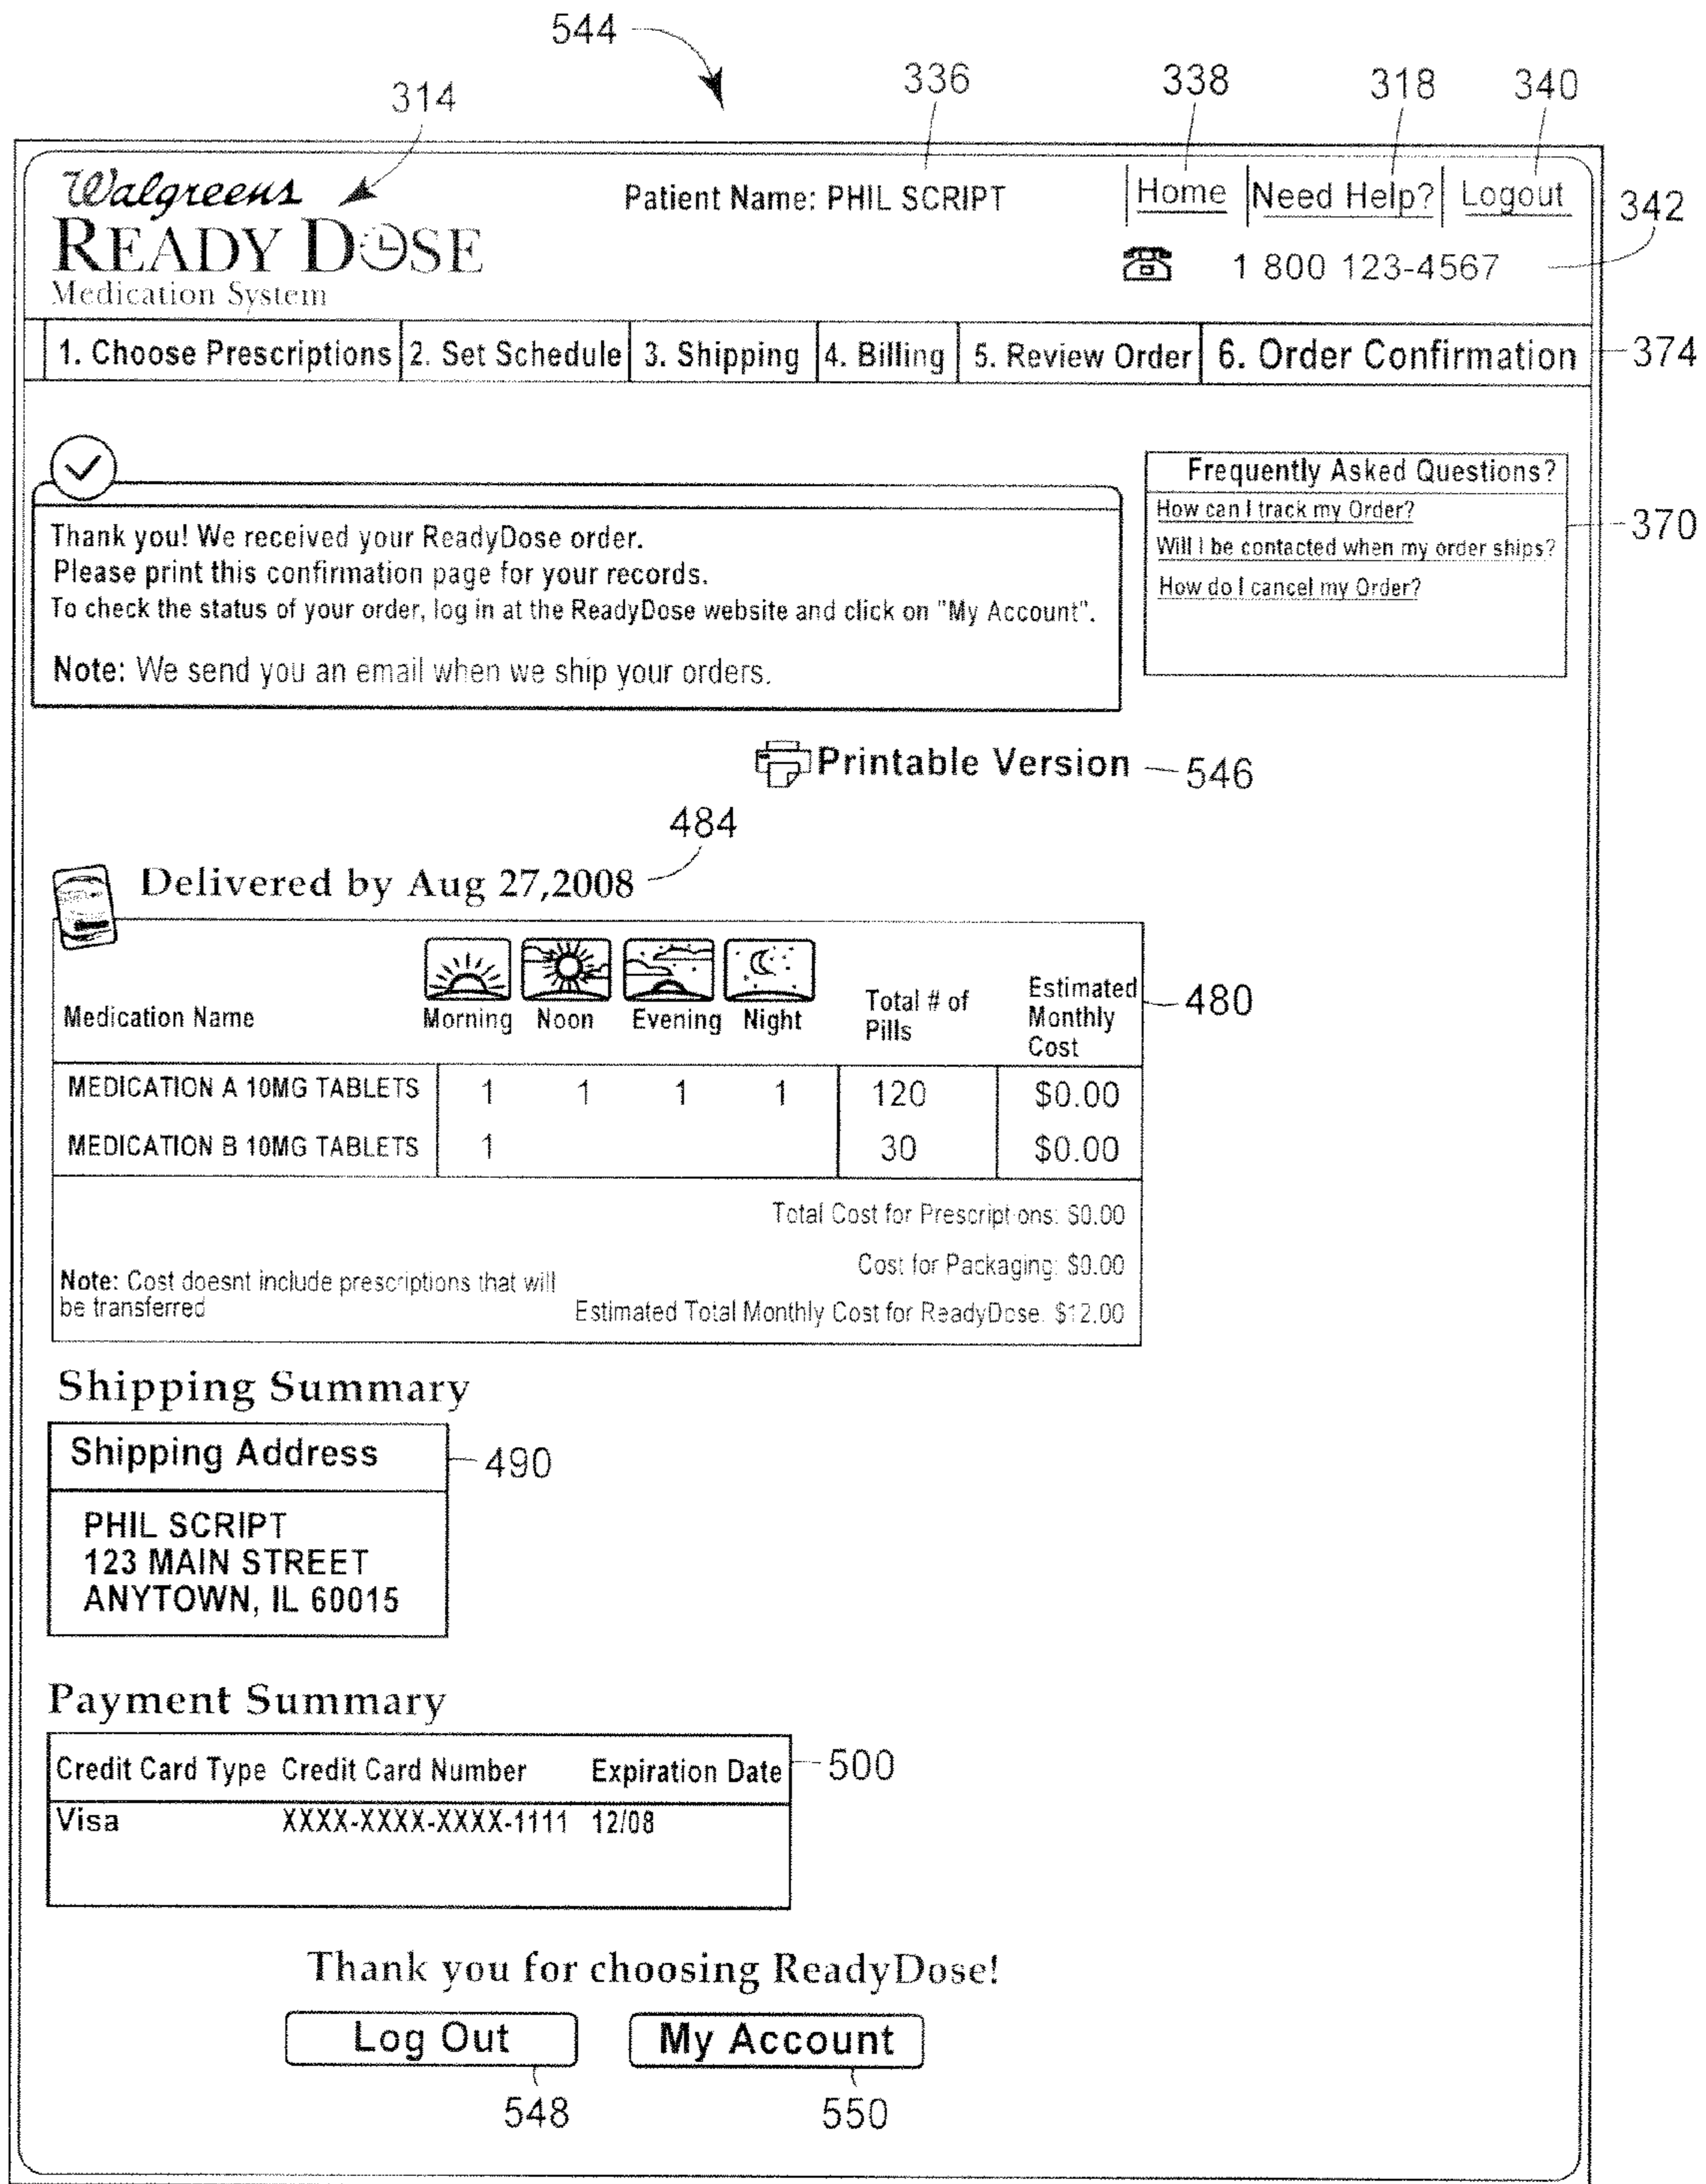 544
314
336
338
318
340
Walgreens
READY DOSE
Medication System
Patient Name: PHIL SCRIPT
Home
Need Help?
Logout
1 800 123-4567
342
1. Choose Prescriptions
2. Set Schedule
3. Shipping
4. Billing
5. Review Order
6. Order Confirmation
374
Thank you! We received your ReadyDose order.
Please print this confirmation page for your records.
To check the status of your order, log in at the ReadyDose website and click on "My Account".
Note: We send you an email when we ship your orders.
Frequently Asked Questions?
How can I track my Order?
Will I be contacted when my order ships?
How do I cancel my Order?
370
Printable Version
546
484
Delivered by Aug 27,2008
Medication Name
Morning
Noon
Evening
Night
Total # of
Pills
Estimated
Monthly
Cost
480
MEDICATION A 10MG TABLETS 1 1 1 1 120 $0.00
MEDICATION B 10MG TABLETS 1 30 $0.00
Total Cost for Prescriptions: $0.00
Cost for Packaging: $0.00
Note: Cost doesnt include prescriptions that will
be transferred
Estimated Total Monthly Cost for ReadyDose. $12.00
Shipping Summary
Shipping Address
490
PHIL SCRIPT
123 MAIN STREET
ANYTOWN, IL 60015
Payment Summary
Credit Card Type Credit Card Number Expiration Date
500
Visa XXXX-XXXX-XXXX-1111 12/08
Thank you for choosing ReadyDose!
Log Out
My Account
548
550